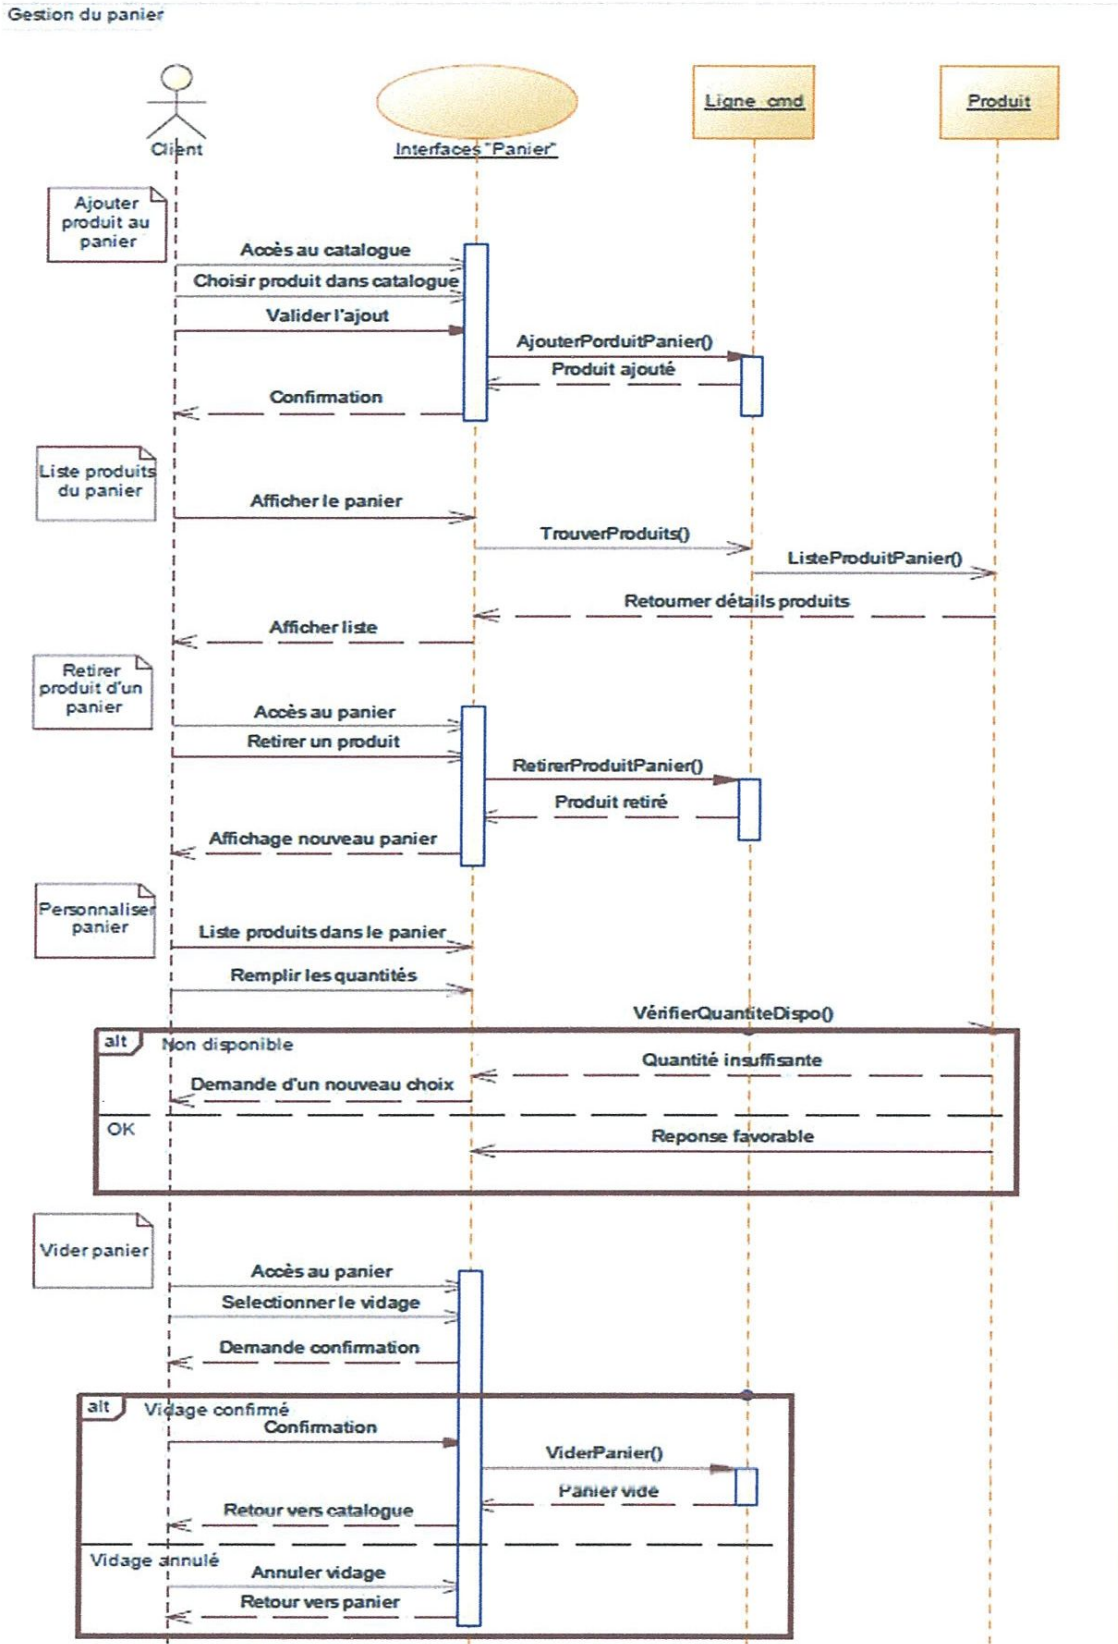 Gestion du panier
Client
Interfaces "Panier"
Ligne cmd
Produit
Ajouter
produit au
panier
Accès au catalogue
Choisir produit dans catalogue
Valider l'ajout
AjouterPorduitPanier()
Produit ajouté
Confirmation
Liste produits
du panier
Afficher le panier
TrouverProduits()
ListeProduitPanier()
Retourner détails produits
Afficher liste
Retirer
produit d'un
panier
Accès au panier
Retirer un produit
RetirerProduitPanier()
Produit retiré
Affichage nouveau panier
Personnaliser
panier
Liste produits dans le panier
Remplir les quantités
VérifierQuantiteDispo()
alt
Non disponible
Quantité insuffisante
Demande d'un nouveau choix
OK
Reponse favorable
Vider panier
Accès au panier
Selectionner le vidage
Demande confirmation
alt
Vidage confirmé
Confirmation
ViderPanier()
Panier vidé
Retour vers catalogue
Vidage annulé
Annuler vidage
Retour vers panier